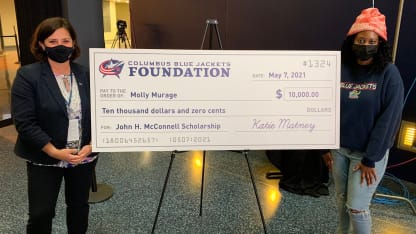 COLUMBUS BLUE JACKETS
FOUNDATION
#1324
DATE: May 7, 2021
PAY TO THE
ORDER OF: Molly Murage
$ 10,000.00
Ten thousand dollars and zero cents
DOLLARS
FOR: John H. McConnell Scholarship
Katie Matney
BLUE JACKETS